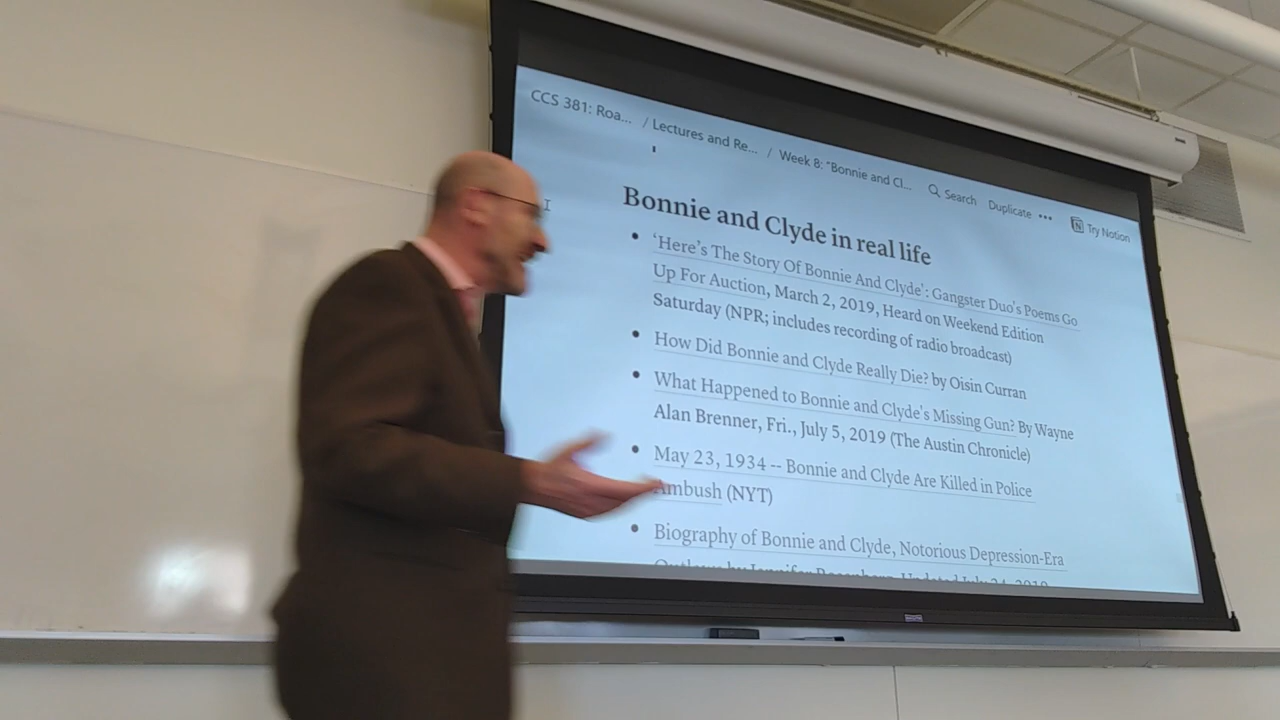 CCS 381: Roa... / Lectures and Re... / Week 8: "Bonnie and Cl... Search Duplicate ••• Try Notion
Bonnie and Clyde in real life
• ‘Here’s The Story Of Bonnie And Clyde’: Gangster Duo’s Poems Go
Up For Auction, March 2, 2019, Heard on Weekend Edition
Saturday (NPR; includes recording of radio broadcast)
• How Did Bonnie and Clyde Really Die? by Oisin Curran
• What Happened to Bonnie and Clyde’s Missing Gun? By Wayne
Alan Brenner, Fri., July 5, 2019 (The Austin Chronicle)
• May 23, 1934 -- Bonnie and Clyde Are Killed in Police
Ambush (NYT)
• Biography of Bonnie and Clyde, Notorious Depression-Era